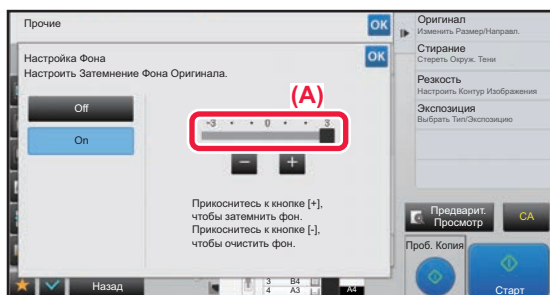 Прочие
OK
Настройка Фона
Настроить Затемнение Фона Оригинала.
OK
Off
On
(A)
-3 • • 0 • • 3
− +
Прикоснитесь к кнопке [+],
чтобы затемнить фон.
Прикоснитесь к кнопке [-],
чтобы очистить фон.
Назад
3 B4
4 A3
A4
Оригинал
Изменить Размер/Направл.
Стирание
Стереть Окруж. Тени
Резкость
Настроить Контур Изображения
Экспозиция
Выбрать Тип/Экспозицию
Предварит.
Просмотр
CA
Проб. Копия
Старт